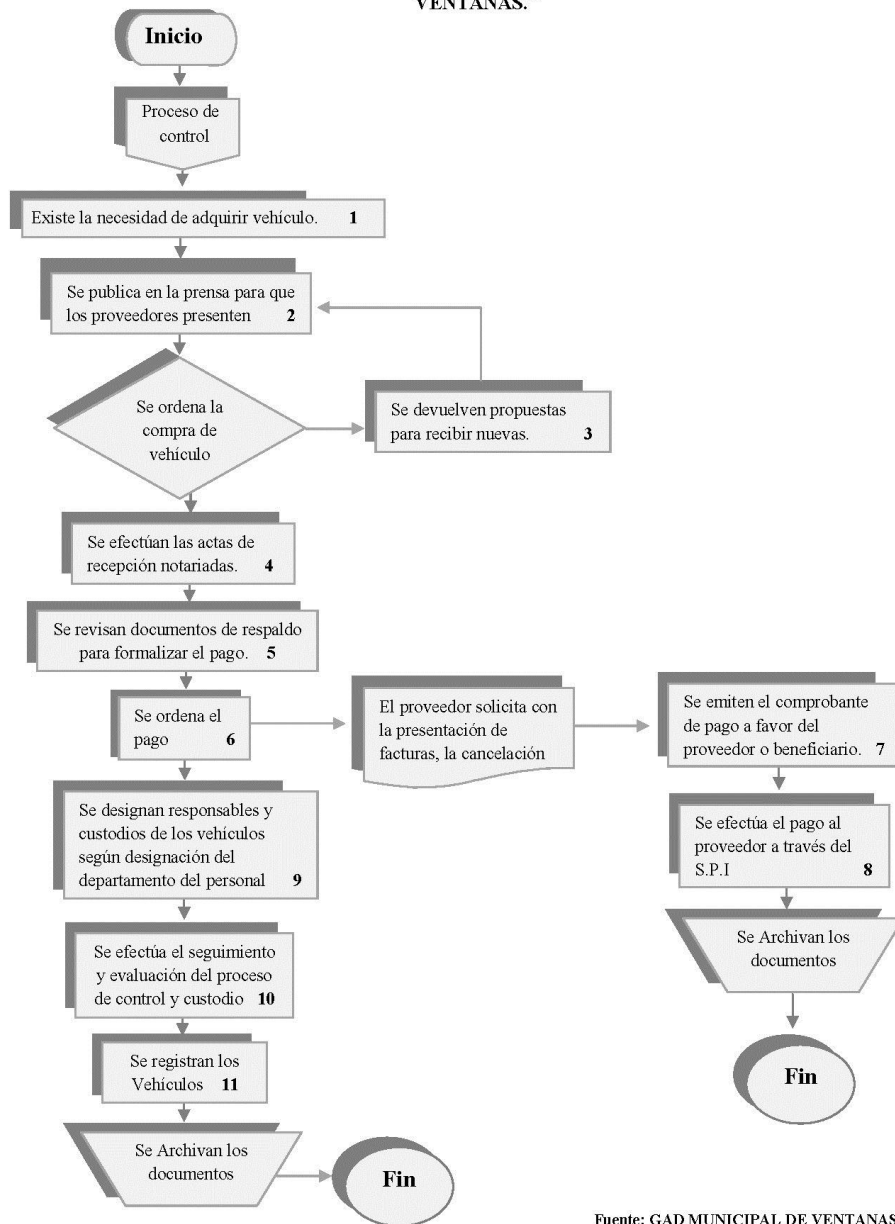 VENTANAS.
Inicio
Proceso de
control
Existe la necesidad de adquirir vehículo. 1
Se publica en la prensa para que
los proveedores presenten 2
Se ordena la
compra de
vehículo
Se devuelven propuestas
para recibir nuevas. 3
Se efectúan las actas de
recepción notariadas. 4
Se revisan documentos de respaldo
para formalizar el pago. 5
Se ordena el
pago 6
El proveedor solicita con
la presentación de
facturas, la cancelación
Se emiten el comprobante
de pago a favor del
proveedor o beneficiario. 7
Se efectúa el pago al
proveedor a través del
S.P.I 8
Se Archivan los
documentos
Fin
Se designan responsables y
custodios de los vehículos
según designación del
departamento del personal 9
Se efectúa el seguimiento
y evaluación del proceso
de control y custodio 10
Se registran los
Vehículos 11
Se Archivan los
documentos
Fin
Fuente: GAD MUNICIPAL DE VENTANAS